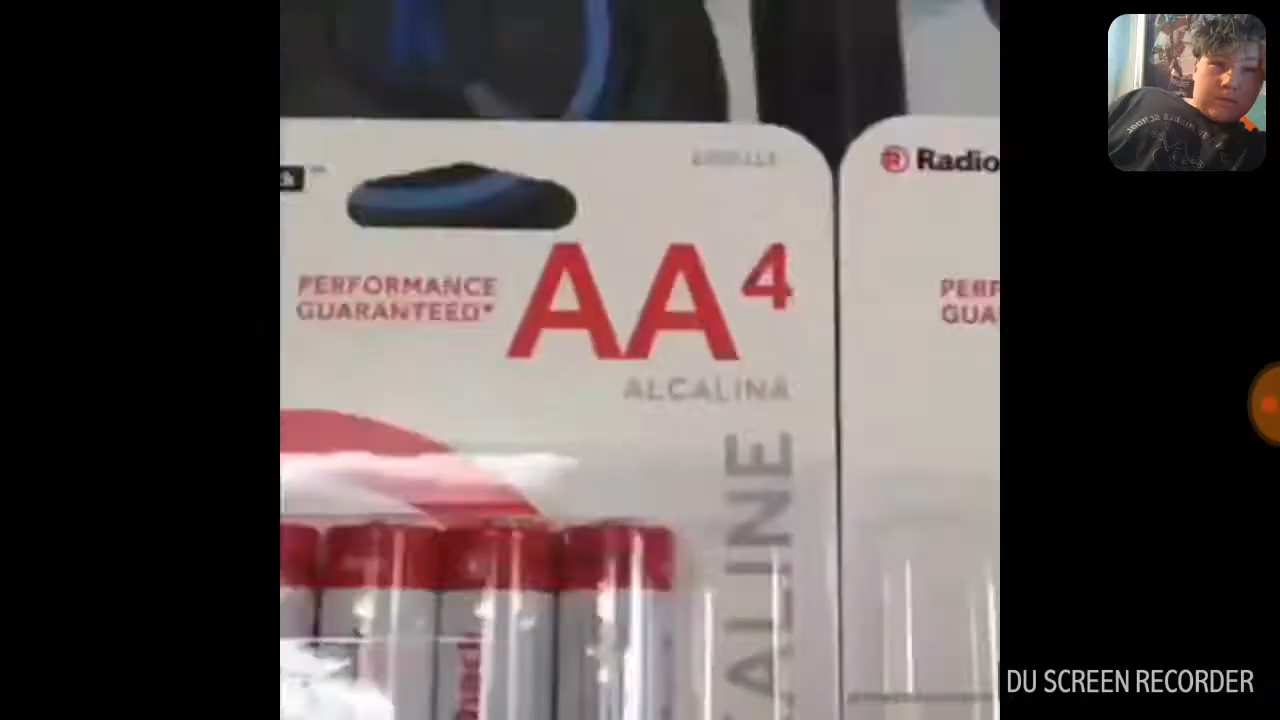 Radio
PERFORMANCE
GUARANTEED*
AA4
ALCALINA
ALINE
PERF
GUA
DU SCREEN RECORDER